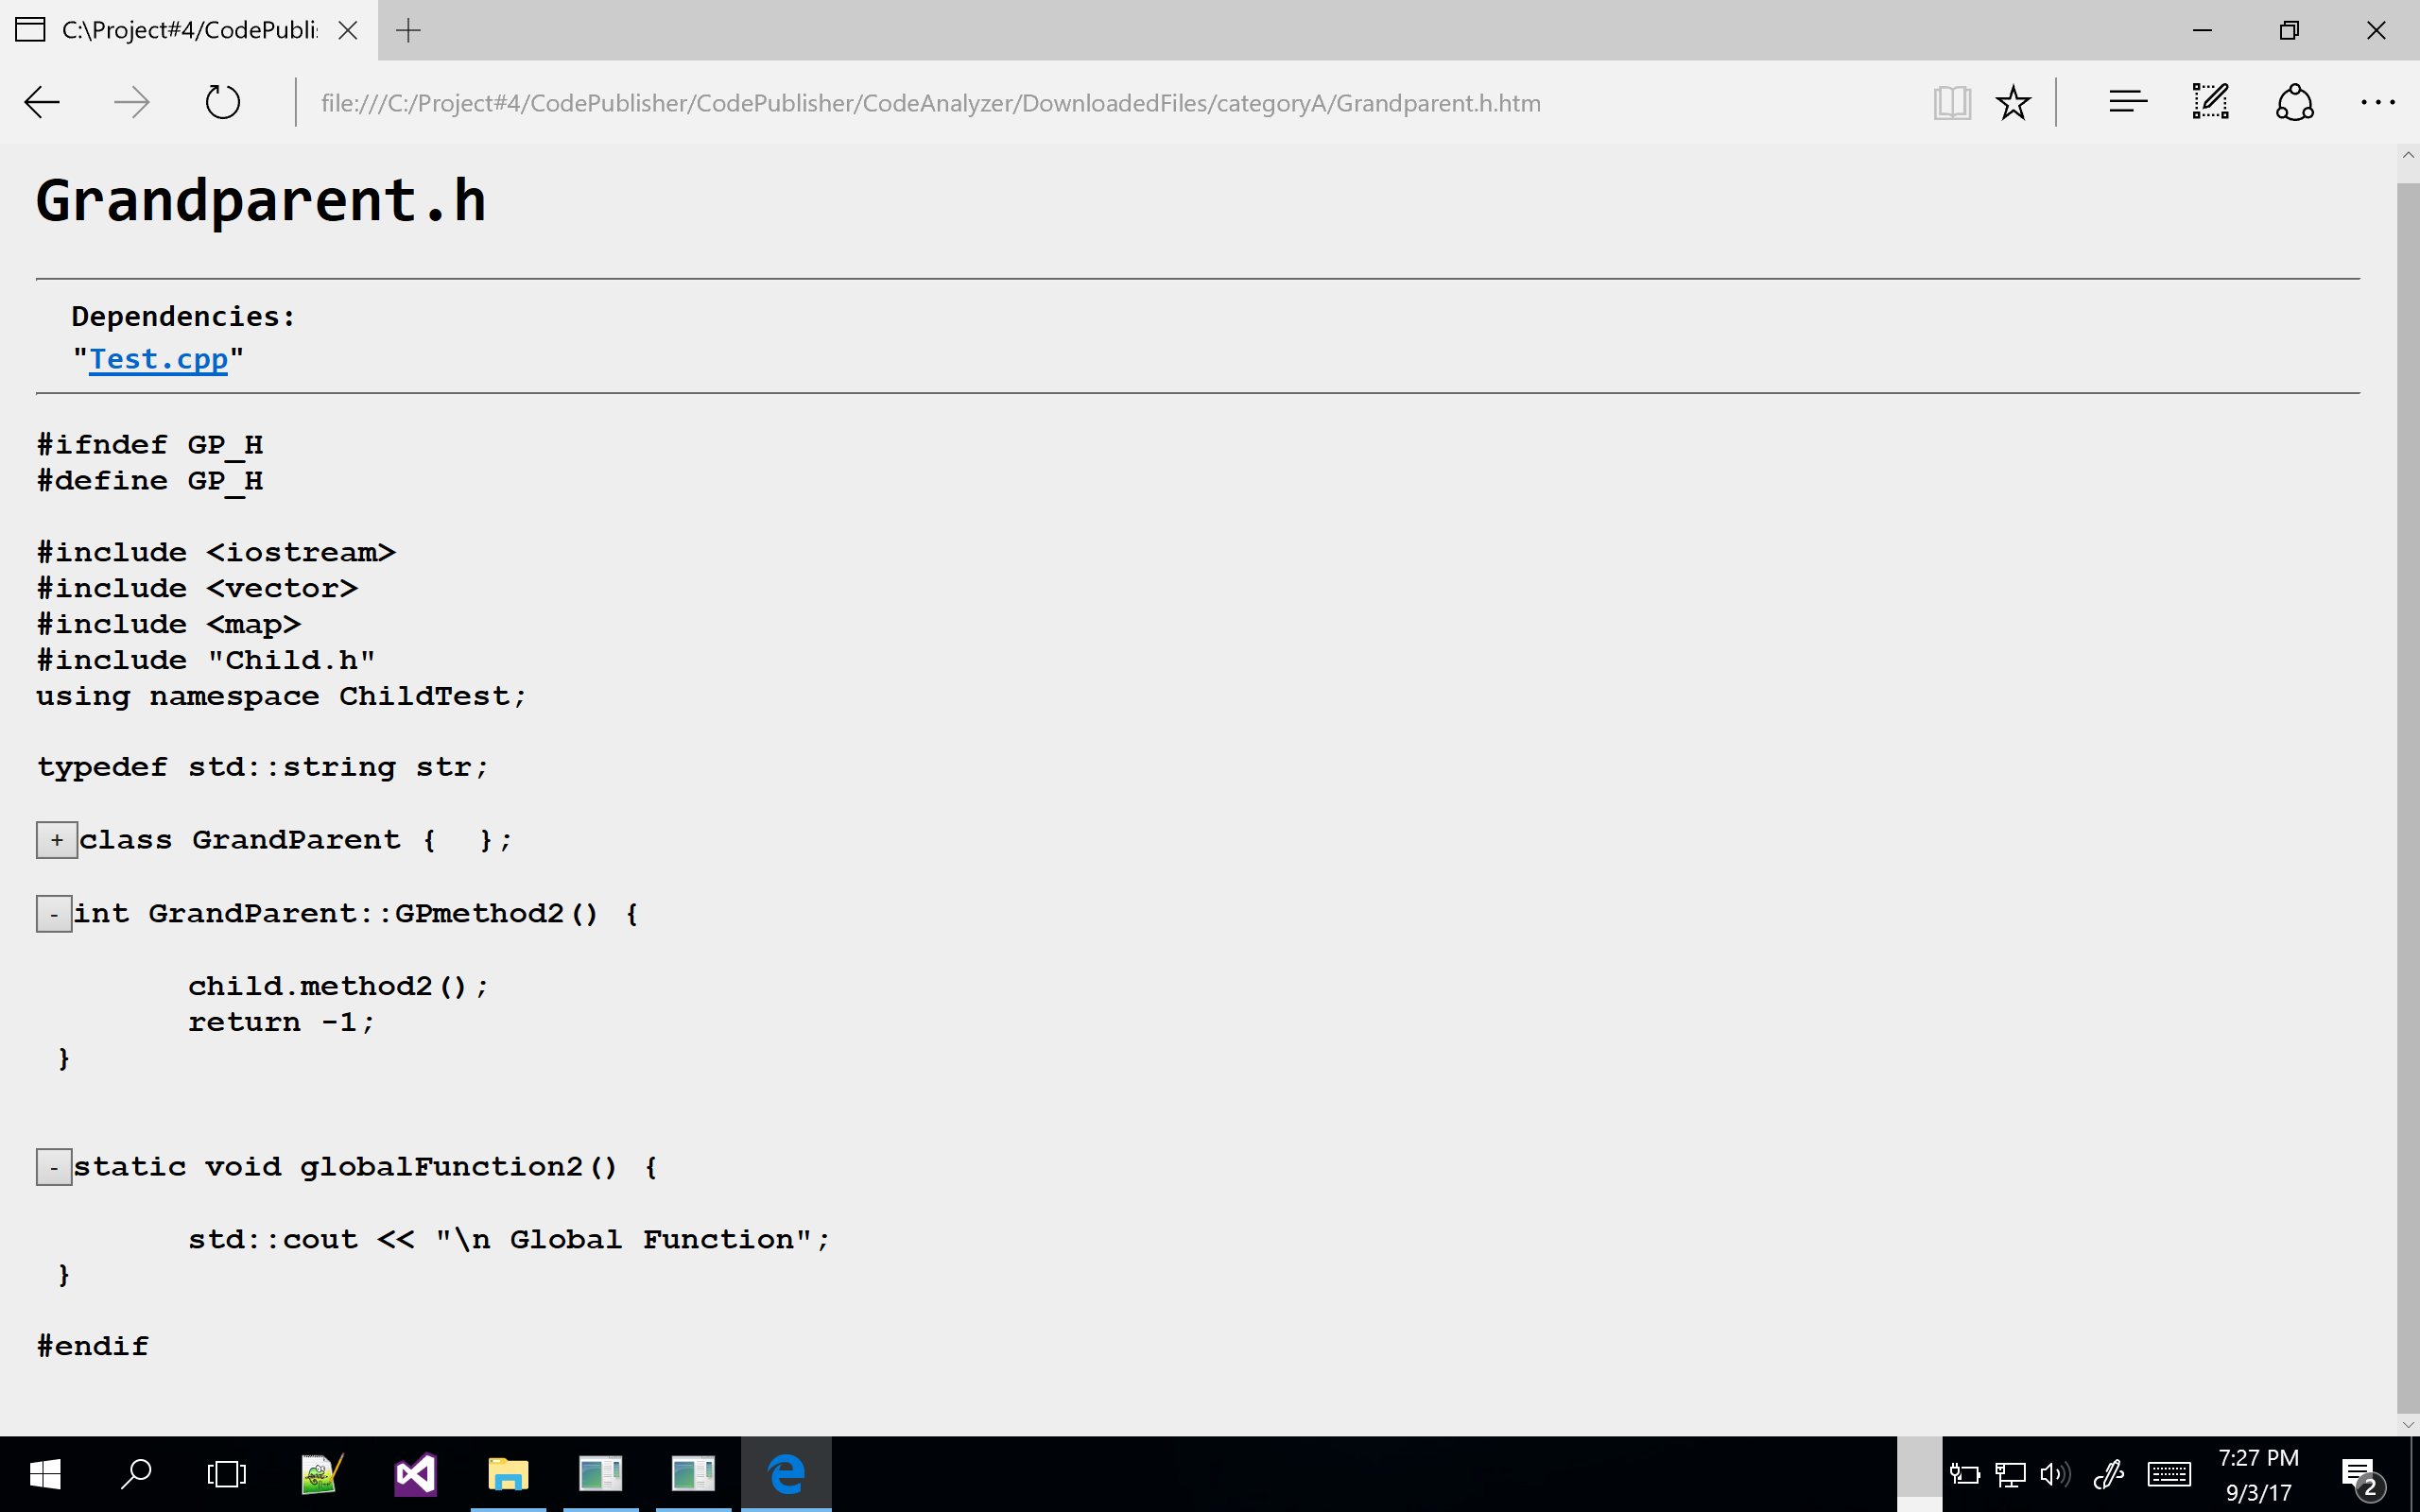 C:\Project#4/CodePubli
file:///C:/Project#4/CodePublisher/CodePublisher/CodeAnalyzer/DownloadedFiles/categoryA/Grandparent.h.htm
Grandparent.h
Dependencies:
"Test.cpp"
#ifndef GP_H
#define GP_H
#include <iostream>
#include <vector>
#include <map>
#include "Child.h"
using namespace ChildTest;
typedef std::string str;
+class GrandParent {  };
-int GrandParent::GPmethod2() {
child.method2();
return -1;
}
-static void globalFunction2() {
std::cout << "\n Global Function";
}
#endif
7:27 PM
9/3/17
2